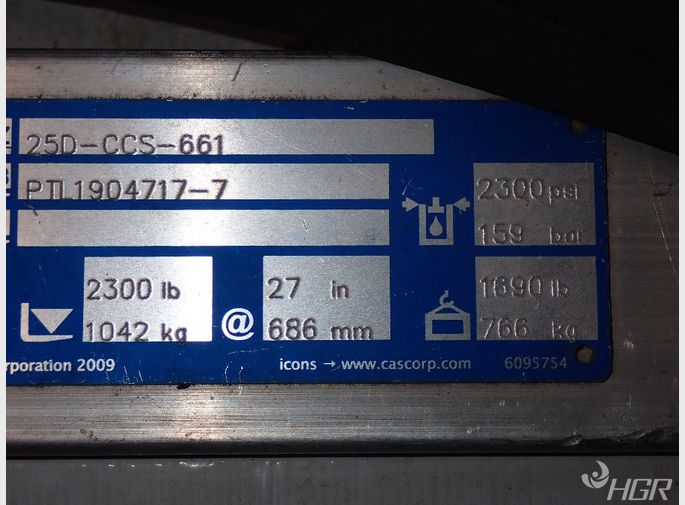 25D-CCS-661
PTL1904717-7
2300 psi
159 bar
2300 lb
1042 kg
@
27 in
686 mm
1690 lb
766 kg
rporation 2009
icons → www.cascorp.com
6095754
HGR